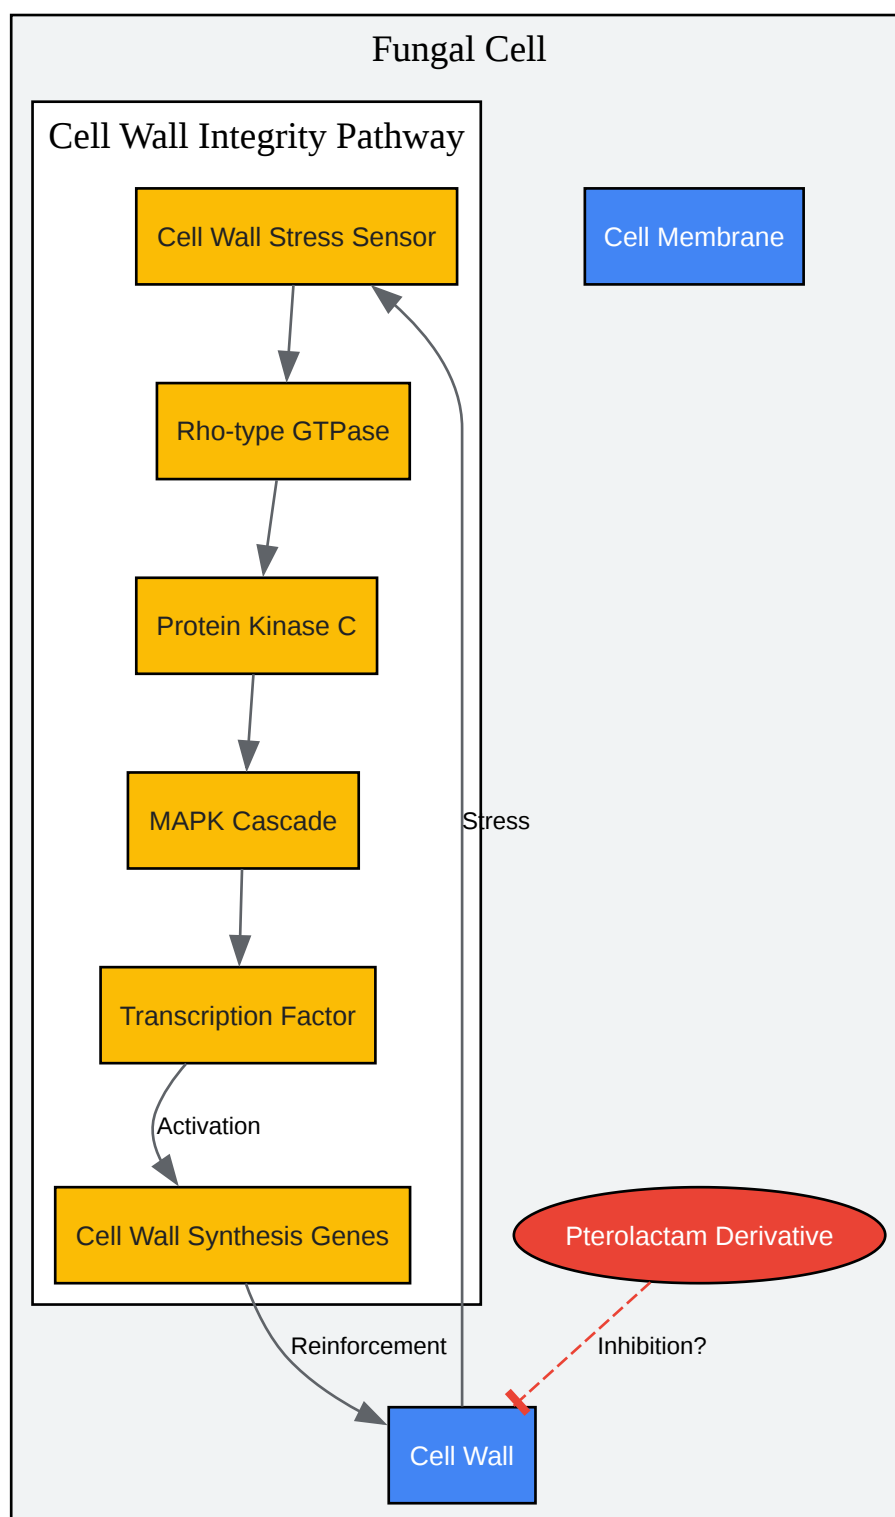 Fungal Cell
Cell Wall Integrity Pathway
Cell Wall Stress Sensor
Cell Membrane
Rho-type GTPase
Protein Kinase C
MAPK Cascade
Stress
Transcription Factor
Activation
Cell Wall Synthesis Genes
Pterolactam Derivative
Reinforcement
Inhibition?
Cell Wall